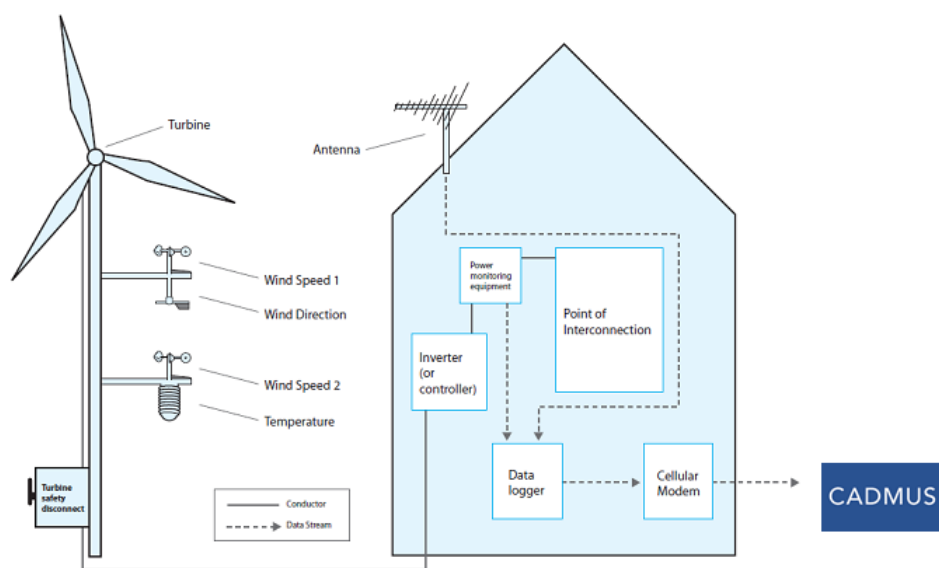 Turbine
Antenna
Wind Speed 1
Wind Direction
Wind Speed 2
Temperature
Turbine
safety
disconnect
Conductor
Data Stream
Power
monitoring
equipment
Point of
Interconnection
Inverter
(or
controller)
Data
logger
Cellular
Modem
CADMUS